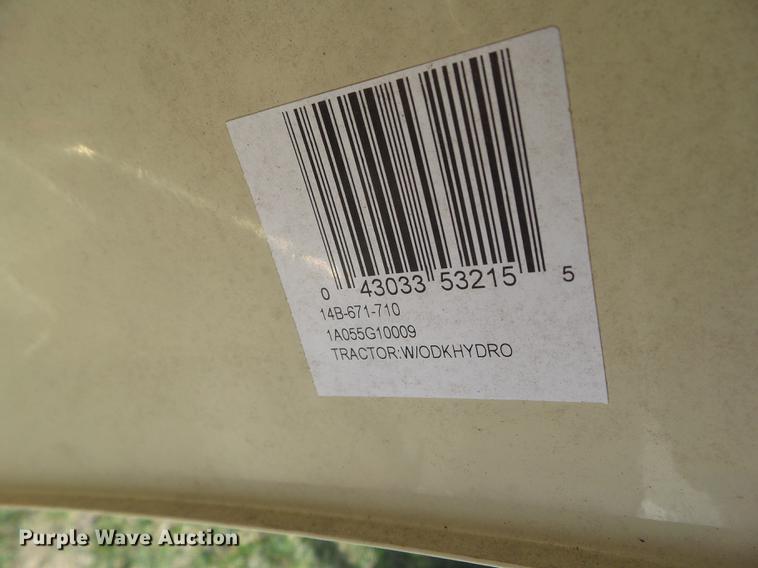 0 43033 53215 5
14B-671-710
1A055G10009
TRACTOR:W/ODKHYDRO
Purple Wave Auction